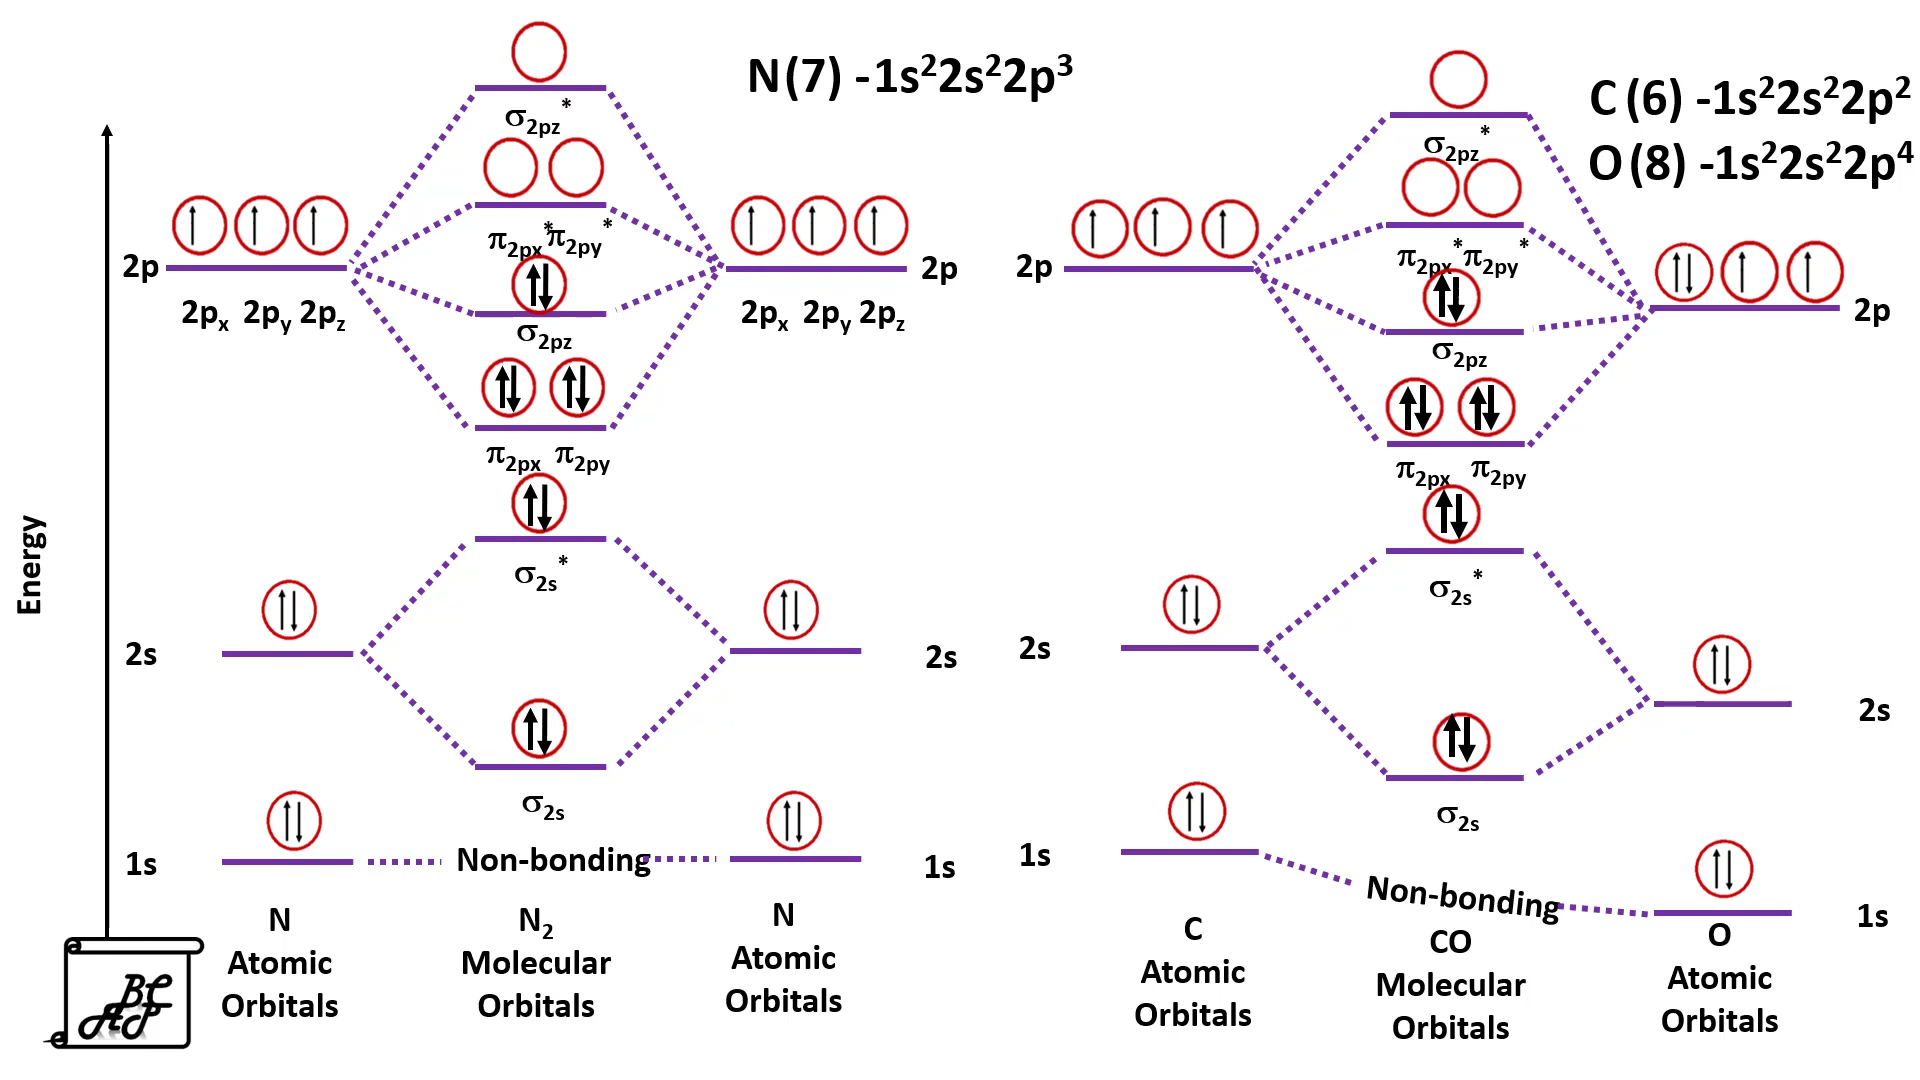 N (7) -1s²2s²2p³
C (6) -1s²2s²2p²
O (8) -1s²2s²2p⁴
Energy
σ2pz*
π2px* π2py*
2p
2px 2py 2pz
σ2pz
2p
2px 2py 2pz
π2px π2py
σ2s*
2s
2s
σ2s
1s
Non-bonding
1s
N
Atomic
Orbitals
N₂
Molecular
Orbitals
N
Atomic
Orbitals
σ2pz*
π2px* π2py*
2p
2p
σ2pz
π2px π2py
σ2s*
2s
2s
σ2s
1s
Non-bonding
1s
C
Atomic
Orbitals
CO
Molecular
Orbitals
O
Atomic
Orbitals